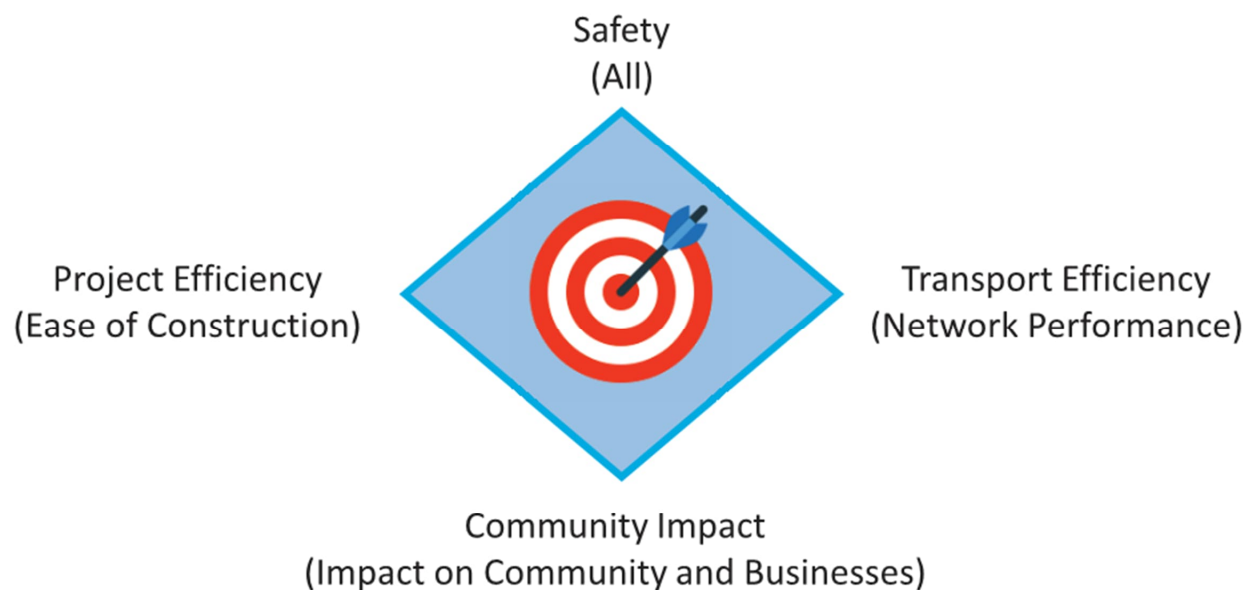 Safety
(All)
Project Efficiency
(Ease of Construction)
Transport Efficiency
(Network Performance)
Community Impact
(Impact on Community and Businesses)